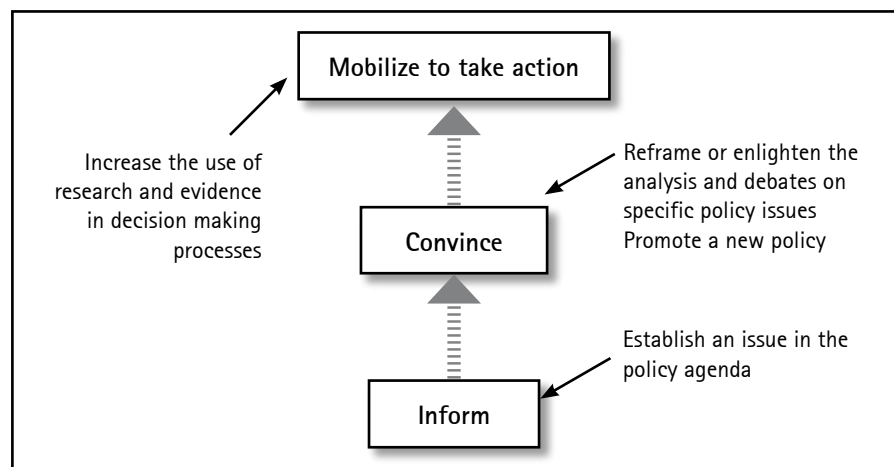 Mobilize to take action
Increase the use of
research and evidence
in decision making
processes
Reframe or enlighten the
analysis and debates on
specific policy issues
Promote a new policy
Convince
Establish an issue in the
policy agenda
Inform